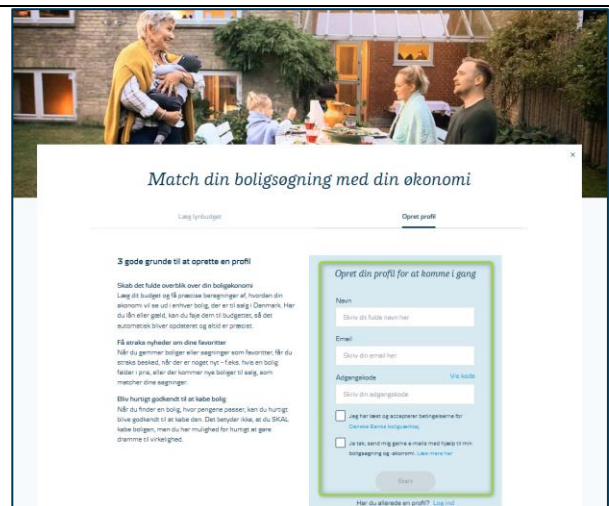 ×
Match din boligsøgning med din økonomi
Læg lynbudget
Opret profil
3 gode grunde til at oprette en profil
Skab det fulde overblik over din boligøkonomi
Læg dit budget og få præcise beregninger af, hvordan din
økonomi vil se ud i enhver bolig, der er til salg i Danmark. Har
du lån eller gæld, kan du føje dem til budgettet, så det
automatisk bliver opdateret og altid er præcist.
Få straks nyheder om dine favoritter
Når du gemmer boliger eller søgninger som favoritter, får du
straks besked, når der er noget nyt – f.eks. hvis en bolig
falder i pris, eller der kommer nye boliger til salg, som
matcher dine søgninger.
Bliv hurtigt godkendt til at købe bolig
Når du finder en bolig, hvor pengene passer, kan du hurtigt
blive godkendt til at købe den. Det betyder ikke, at du SKAL
købe boligen, men du har mulighed for hurtigt at gøre
drømme til virkelighed.
Opret din profil for at komme i gang
Navn
Skriv dit fulde navn her
Email
Skriv din email her
Adgangskode
Vis kode
Skriv din adgangskode
Jeg har læst og accepterer betingelserne for
Danske Banks boligværktøj.
Ja tak, send mig gerne e-mails med hjælp til min
boligsøgning og -økonomi. Læs mere her
Start
Har du allerede en profil? Log ind